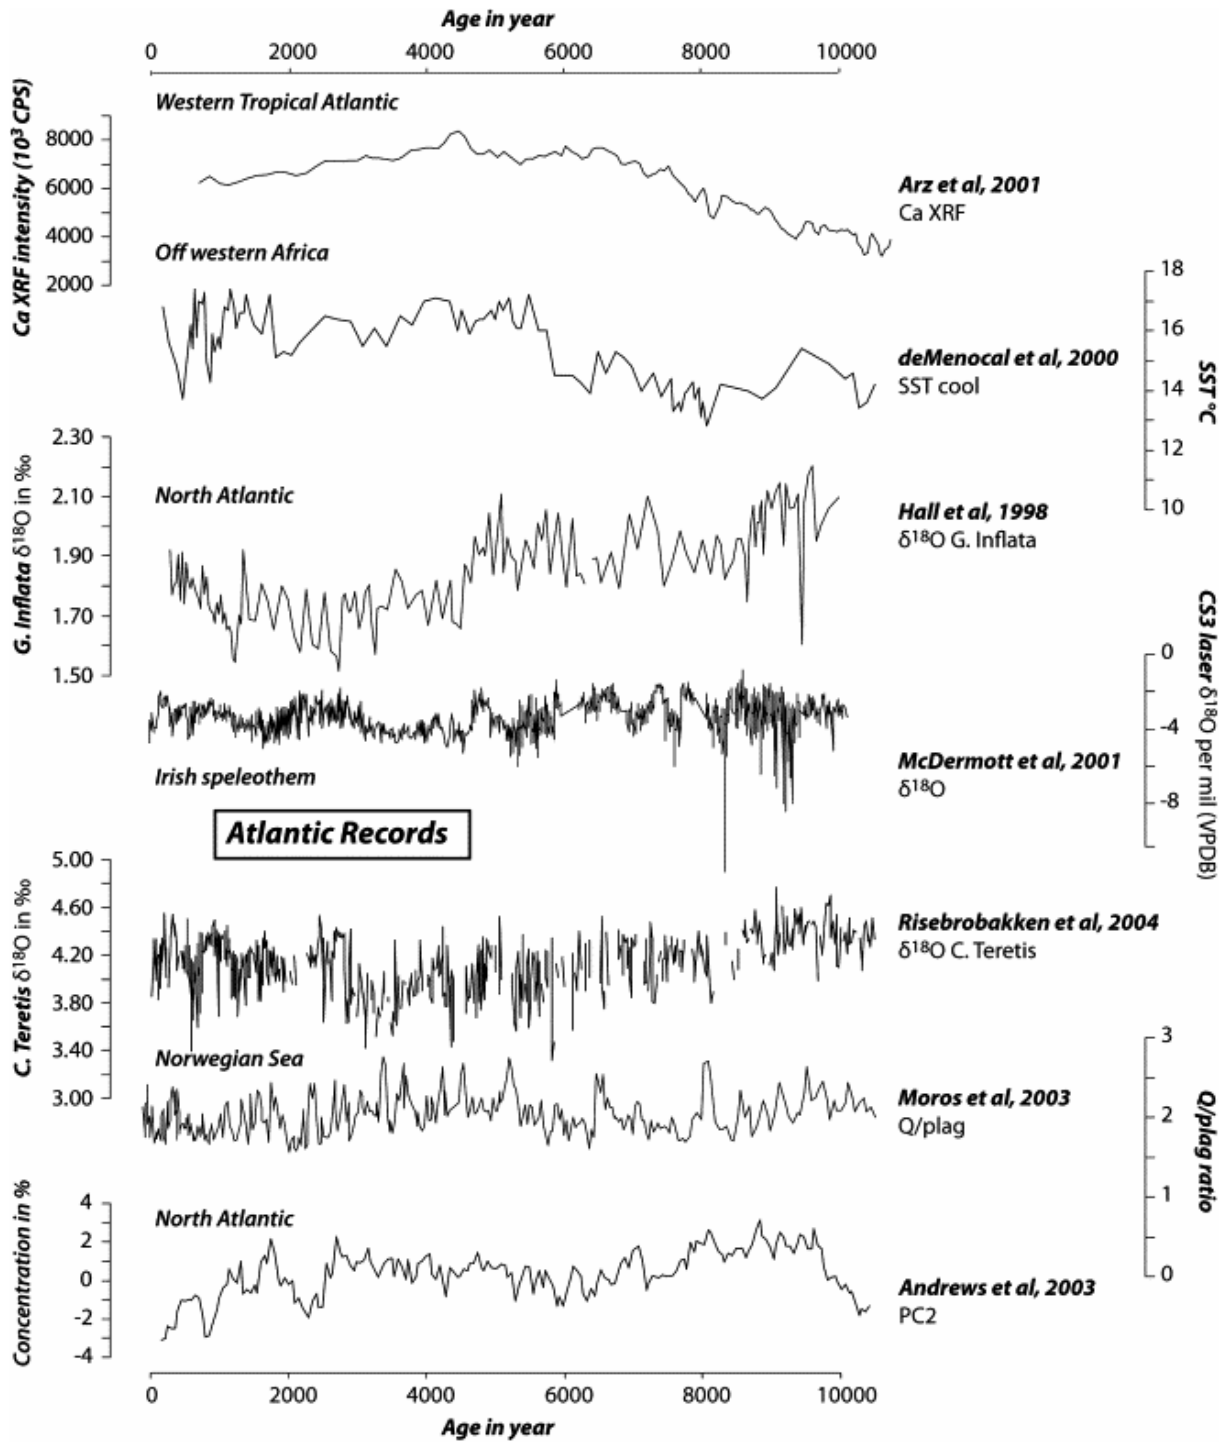 Age in year
0 2000 4000 6000 8000 10000
Ca XRF intensity (10³ CPS)
8000
6000
4000
2000
Western Tropical Atlantic
Arz et al, 2001
Ca XRF
Off western Africa
18
16
14
12
10
SST °C
deMenocal et al, 2000
SST cool
2.30
2.10
1.90
1.70
1.50
G. Inflata δ¹⁸O in ‰
North Atlantic
Hall et al, 1998
δ¹⁸O G. Inflata
0
-4
-8
CS3 laser δ¹⁸O per mil (VPDB)
McDermott et al, 2001
δ¹⁸O
Irish speleothem
Atlantic Records
5.00
4.60
4.20
3.80
3.40
3.00
C. Teretis δ¹⁸O in ‰
Risebrobakken et al, 2004
δ¹⁸O C. Teretis
Norwegian Sea
3
2
1
0
Q/plag ratio
Moros et al, 2003
Q/plag
4
2
0
-2
-4
Concentration in %
North Atlantic
Andrews et al, 2003
PC2
0 2000 4000 6000 8000 10000
Age in year